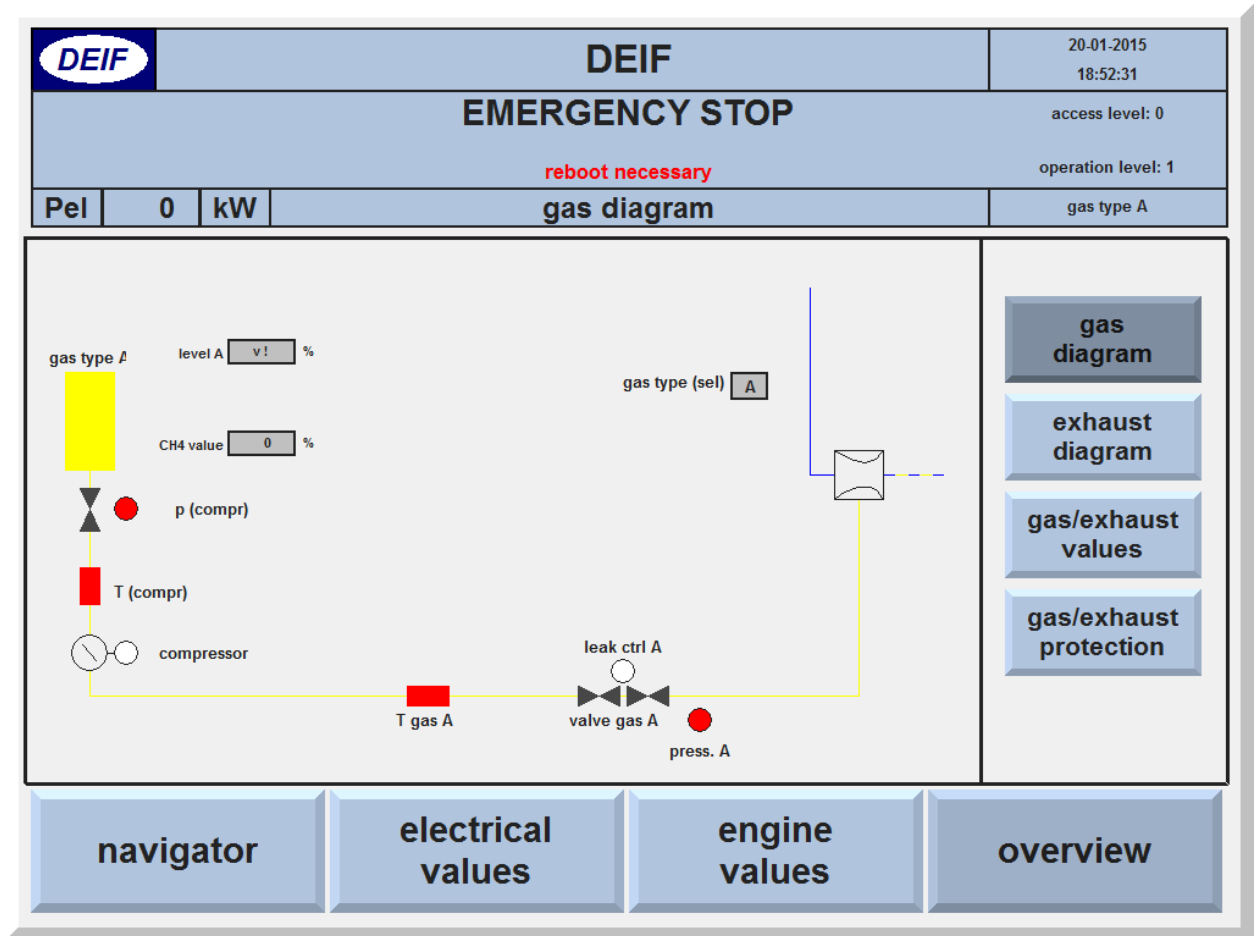 DEIF
DEIF
20-01-2015
18:52:31
EMERGENCY STOP
access level: 0
reboot necessary
operation level: 1
Pel 0 kW
gas diagram
gas type A
gas type A
level A v! %
gas type (sel) A
CH4 value 0 %
p (compr)
T (compr)
compressor
leak ctrl A
T gas A
valve gas A
press. A
gas
diagram
exhaust
diagram
gas/exhaust
values
gas/exhaust
protection
navigator
electrical
values
engine
values
overview